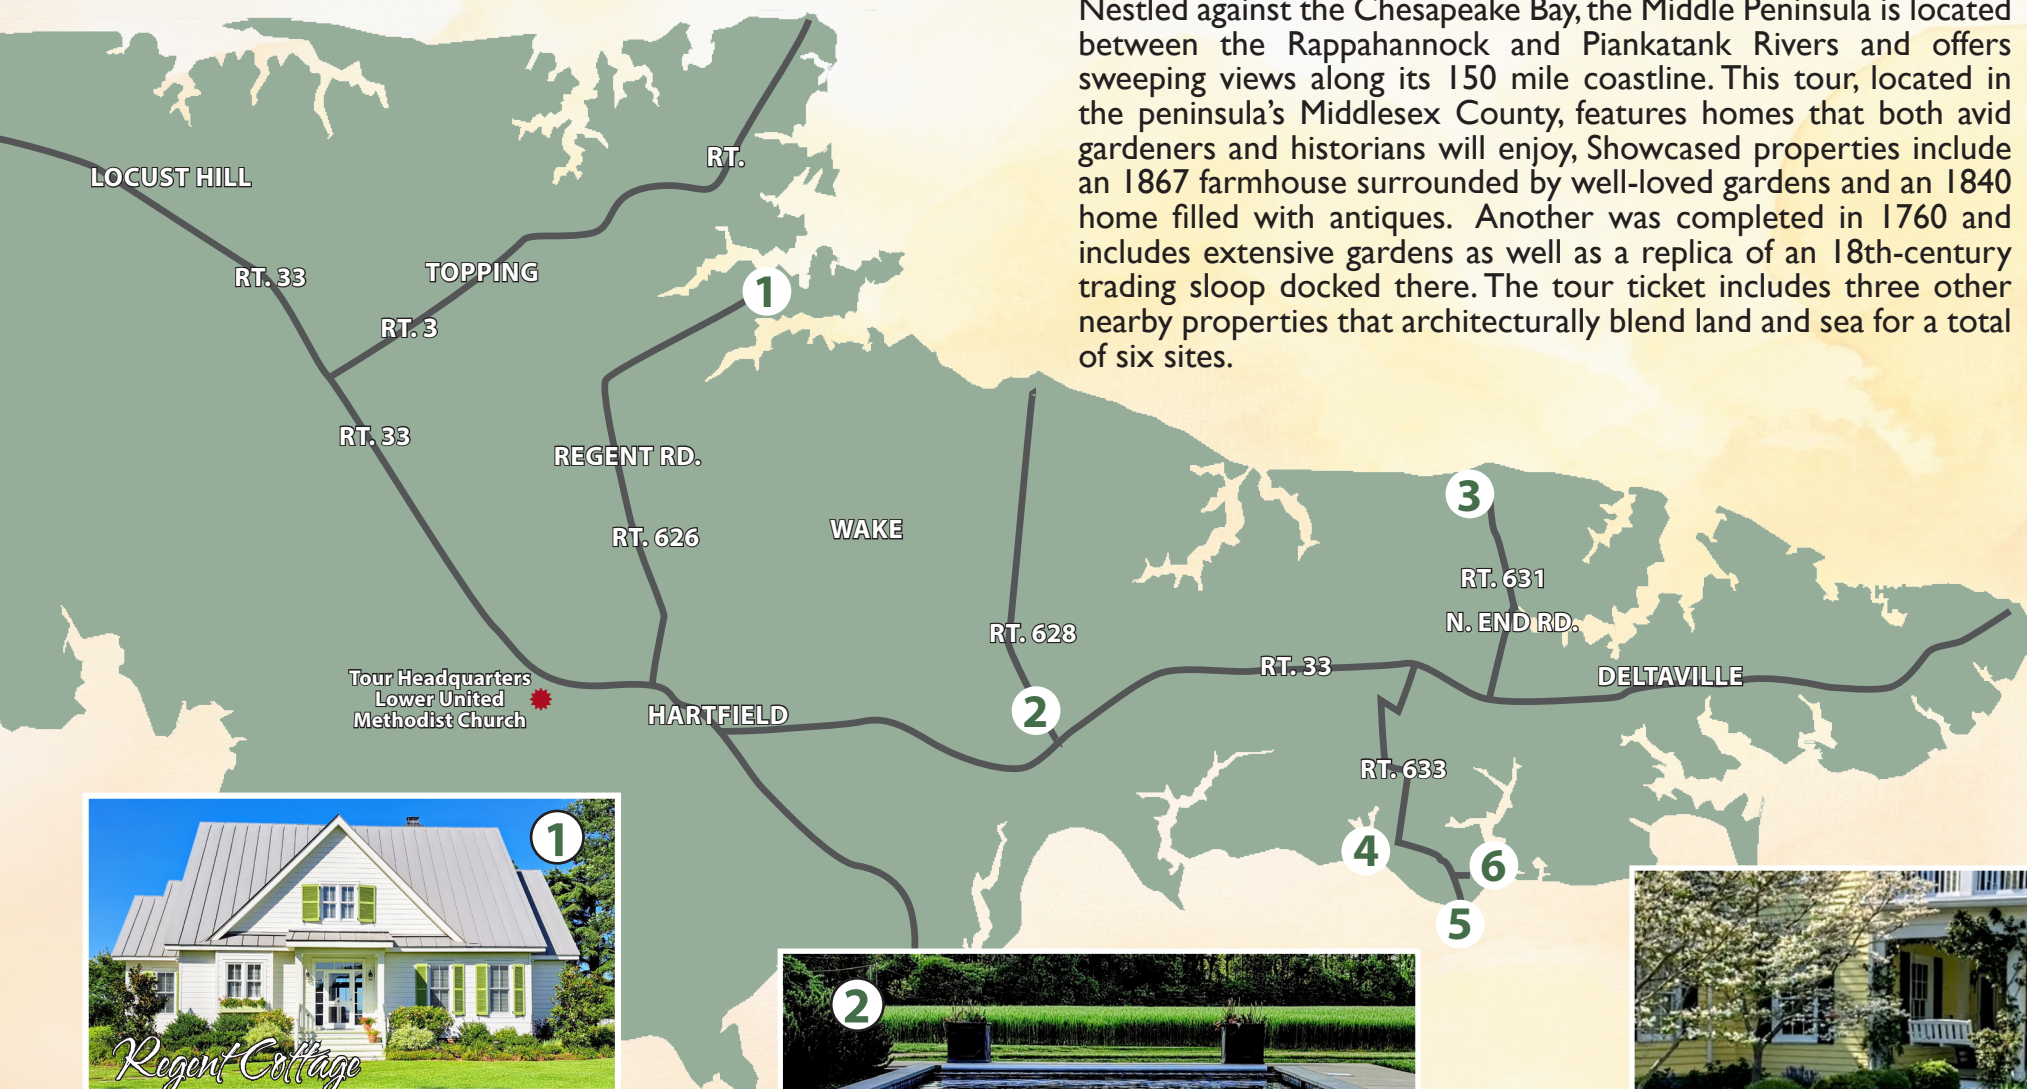 Nestled against the Chesapeake Bay, the Middle Peninsula is located
between the Rappahannock and Piankatank Rivers and offers
sweeping views along its 150 mile coastline. This tour, located in
the peninsula's Middlesex County, features homes that both avid
gardeners and historians will enjoy, Showcased properties include
an 1867 farmhouse surrounded by well-loved gardens and an 1840
home filled with antiques. Another was completed in 1760 and
includes extensive gardens as well as a replica of an 18th-century
trading sloop docked there. The tour ticket includes three other
nearby properties that architecturally blend land and sea for a total
of six sites.
RT.
LOCUST HILL
RT. 33
TOPPING
1
RT. 3
RT. 33
REGENT RD.
3
WAKE
RT. 626
RT. 631
N. END RD.
RT. 628
RT. 33
DELTAVILLE
Tour Headquarters
Lower United
Methodist Church
HARTFIELD
2
RT. 633
4
6
5
1
Regent Cottage
2